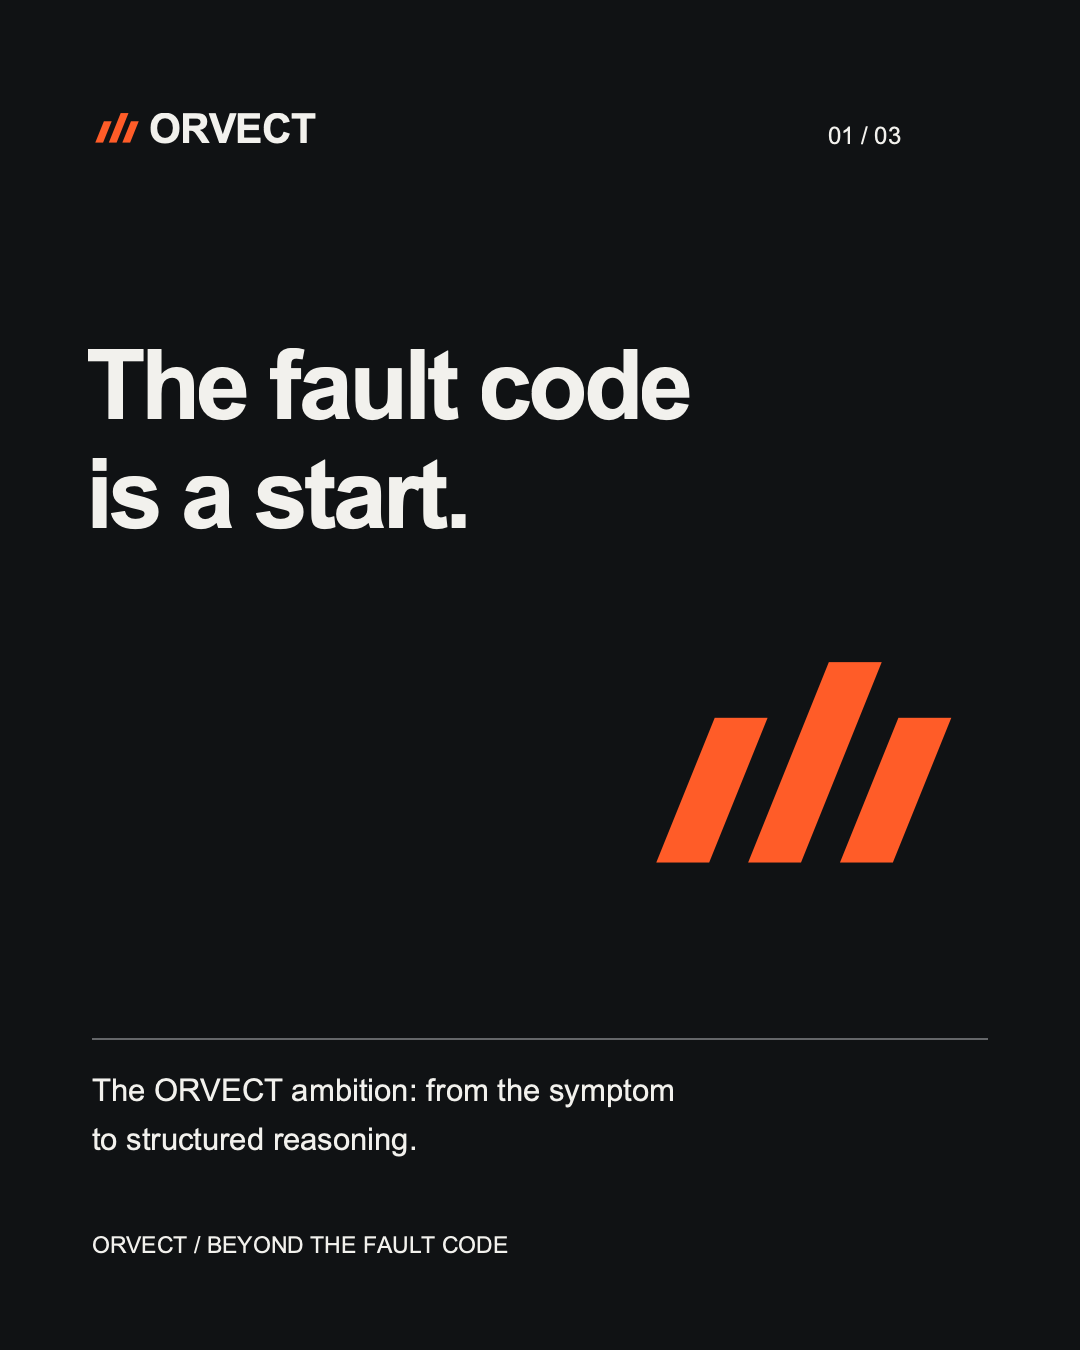 ORVECT
01 / 03
The fault code
is a start.
The ORVECT ambition: from the symptom
to structured reasoning.
ORVECT / BEYOND THE FAULT CODE